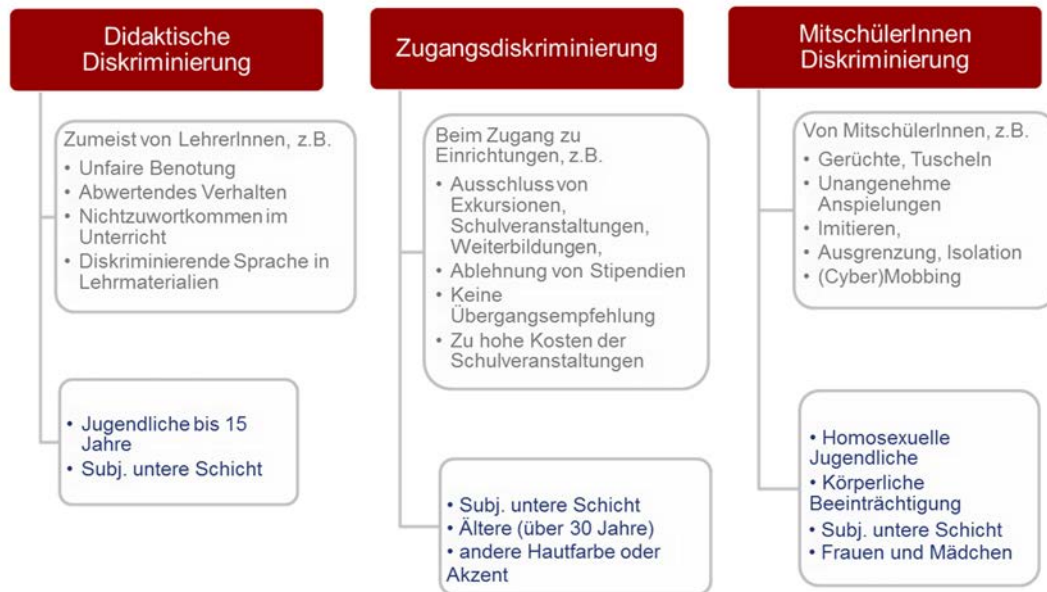 Didaktische
Diskriminierung
Zumeist von LehrerInnen, z.B.
• Unfaire Benotung
• Abwertendes Verhalten
• Nichtzuwortkommen im
Unterricht
• Diskriminierende Sprache in
Lehrmaterialien
• Jugendliche bis 15
Jahre
• Subj. untere Schicht
Zugangsdiskriminierung
Beim Zugang zu
Einrichtungen, z.B.
• Ausschluss von
Exkursionen,
Schulveranstaltungen,
Weiterbildungen,
• Ablehnung von Stipendien
• Keine
Übergangsempfehlung
• Zu hohe Kosten der
Schulveranstaltungen
• Subj. untere Schicht
• Ältere (über 30 Jahre)
• andere Hautfarbe oder
Akzent
MitschülerInnen
Diskriminierung
Von MitschülerInnen, z.B.
• Gerüchte, Tuscheln
• Unangenehme
Anspielungen
• Imitieren,
• Ausgrenzung, Isolation
• (Cyber)Mobbing
• Homosexuelle
Jugendliche
• Körperliche
Beeinträchtigung
• Subj. untere Schicht
• Frauen und Mädchen